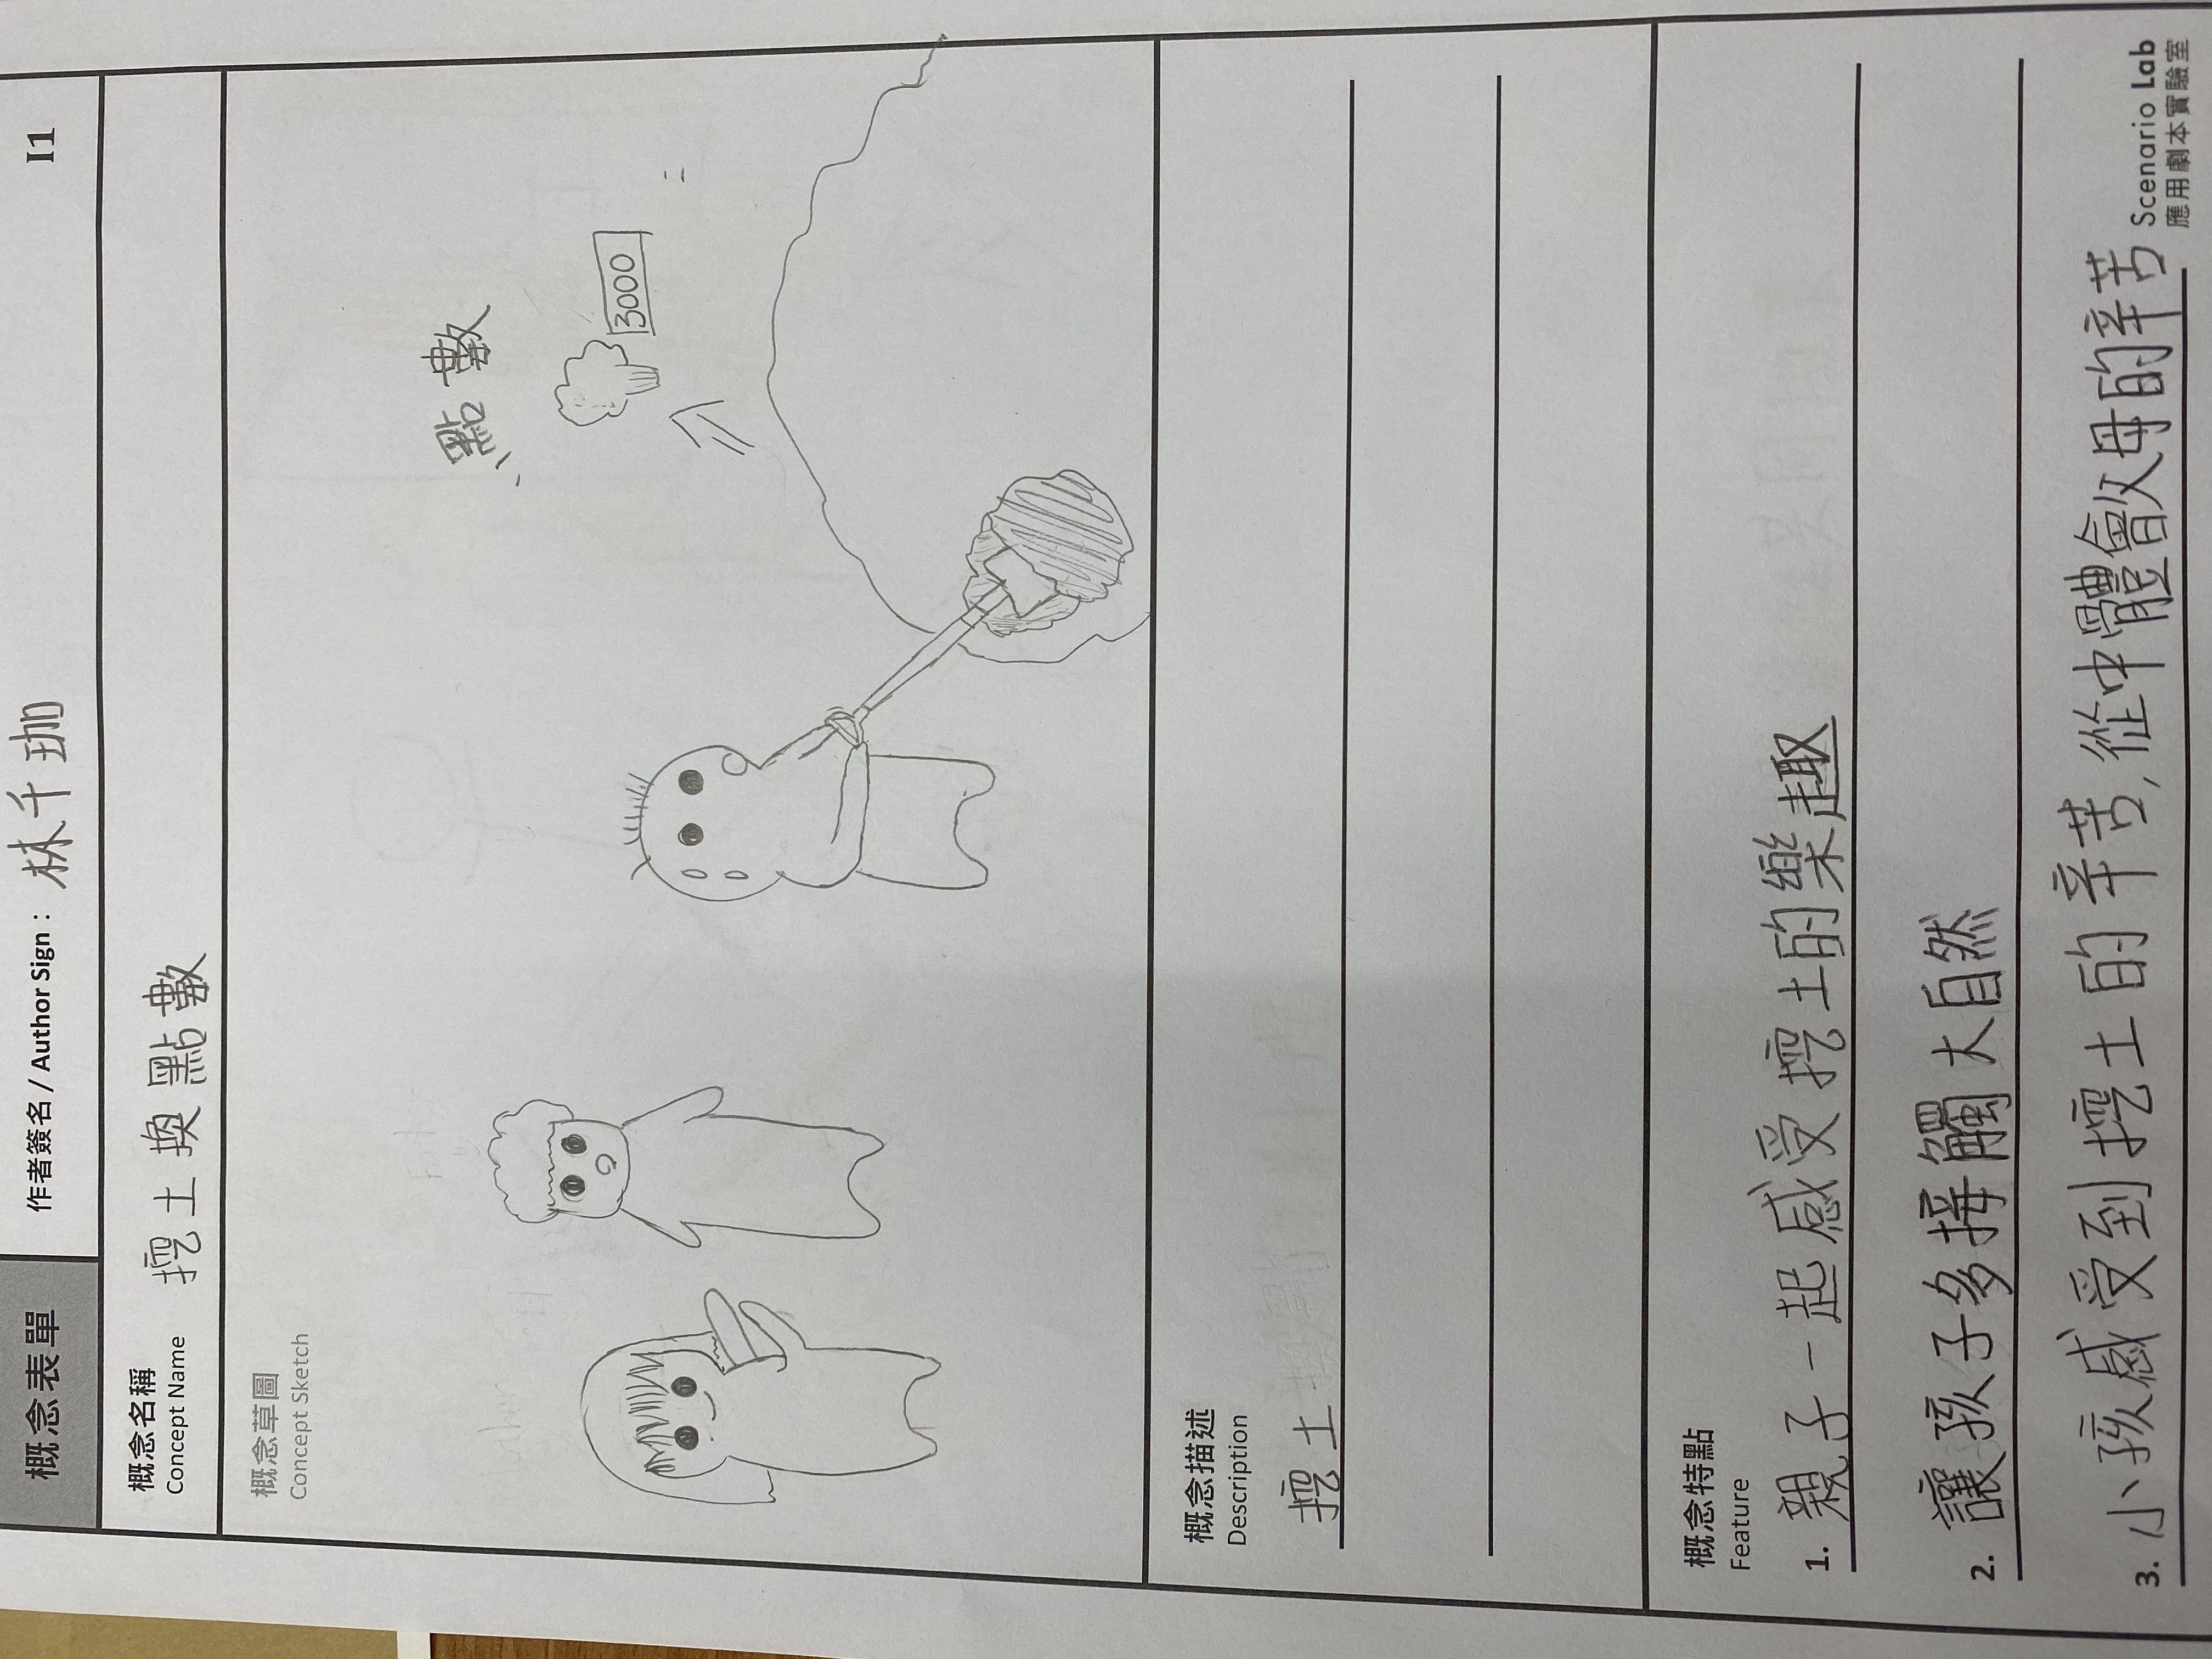 概念表單
作者簽名 / Author Sign： 林千珈
I1
概念名稱
Concept Name
挖土換點數
概念草圖
Concept Sketch
Father
Mother
點數
3000
概念描述
Description
挖土
概念特點
Feature
1. 親子一起感受挖土的樂趣
2. 讓孩子多接觸大自然
3. 小孩感受到挖土的辛苦,從中體會父母的辛苦
Scenario Lab
應用劇本實驗室